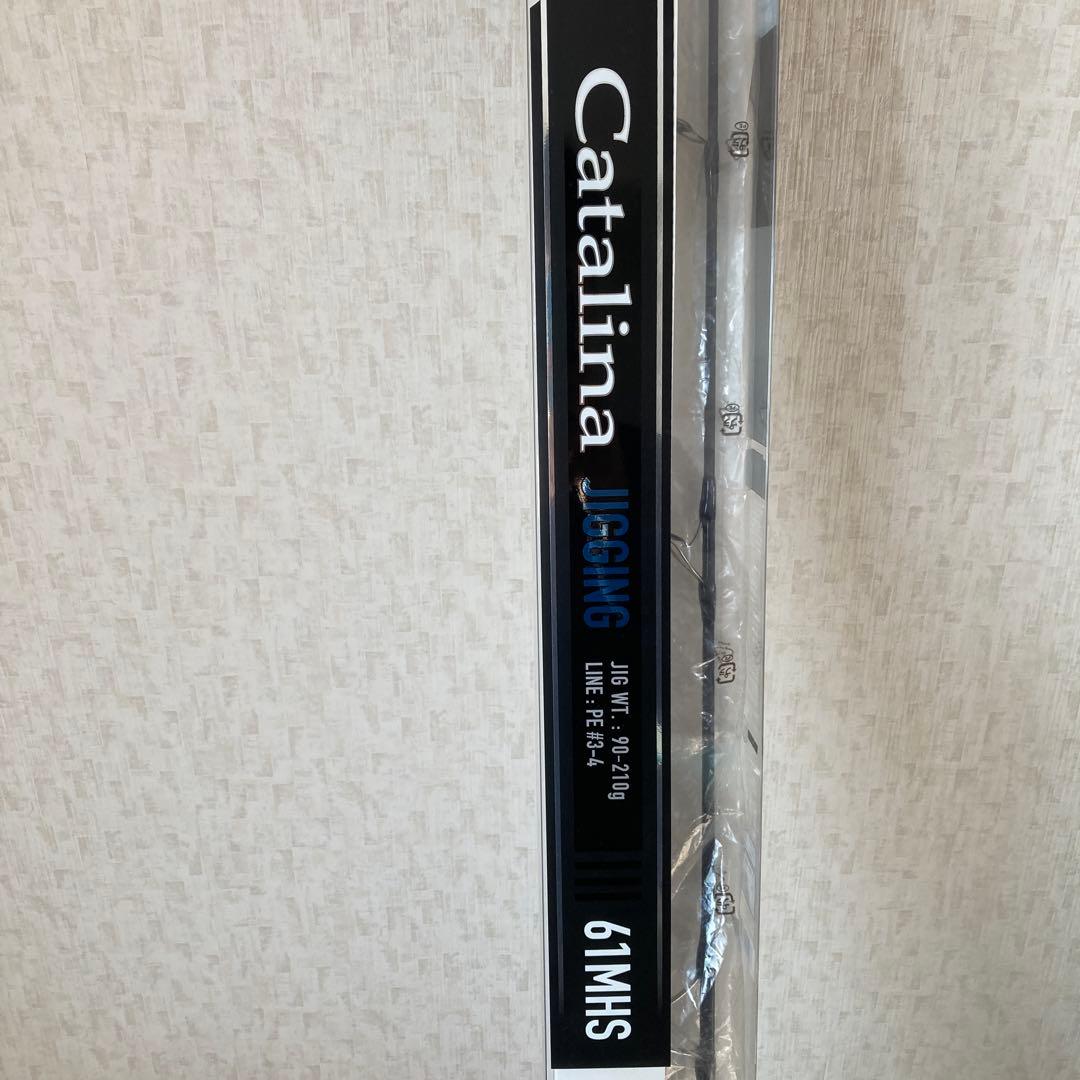 Catalina
JIGGING
JIG WT. : 90-210g
LINE : PE #3-4
61MHS